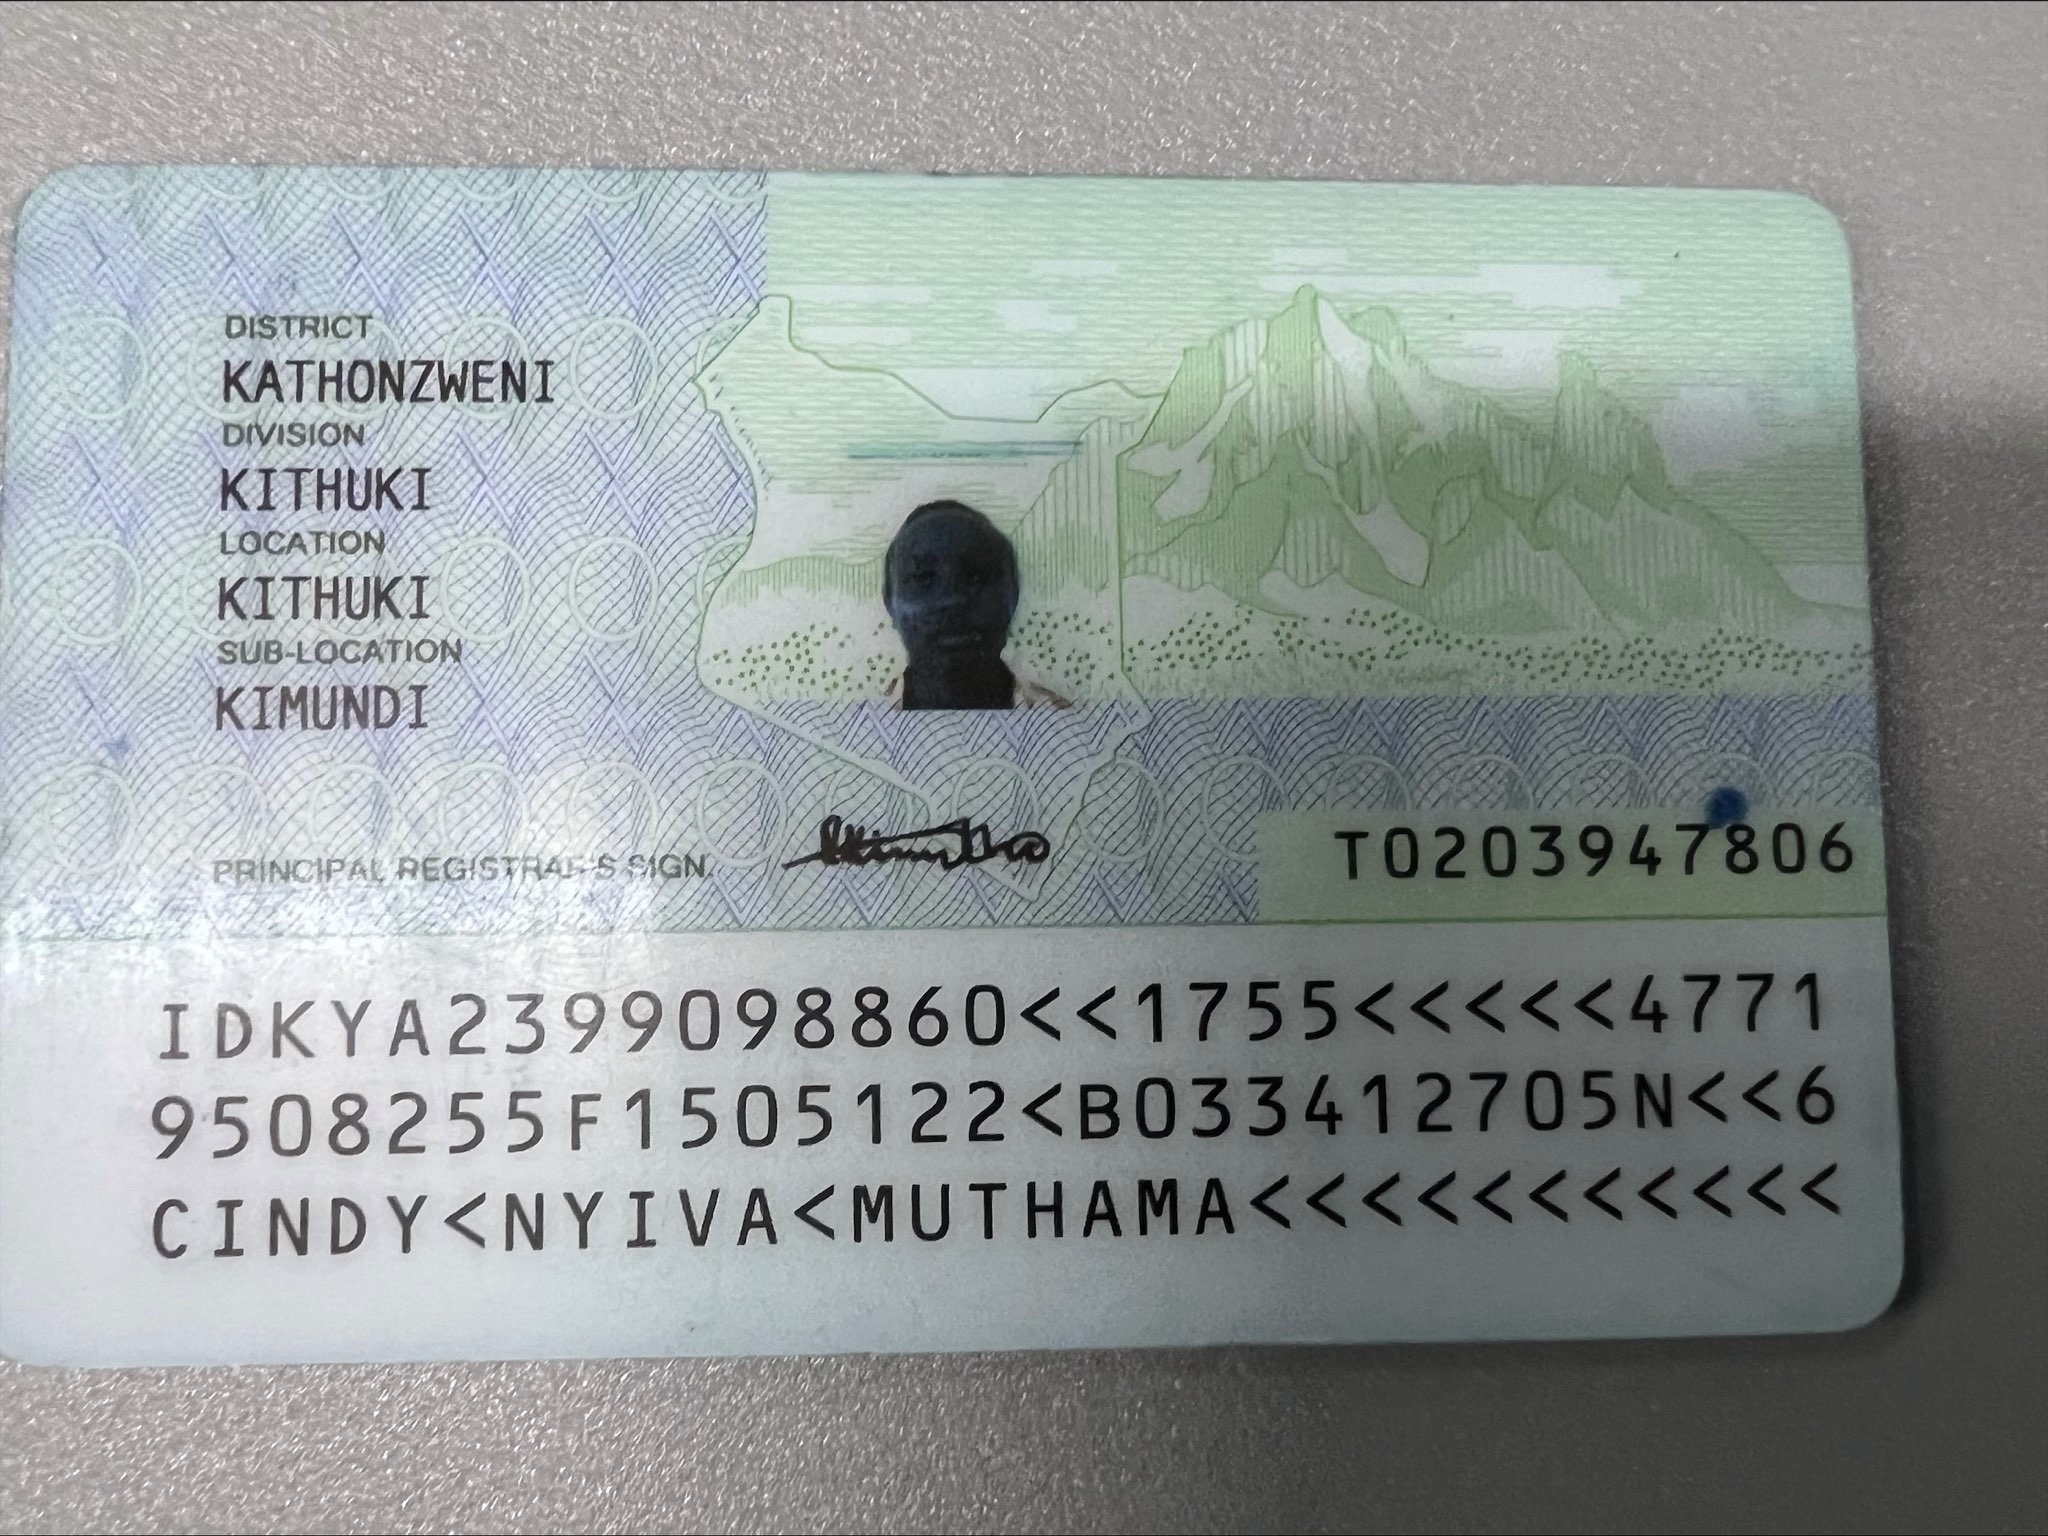 DISTRICT
KATHONZWENI
DIVISION
KITHUKI
LOCATION
KITHUKI
SUB-LOCATION
KIMUNDI
PRINCIPAL REGISTRAR'S SIGN.
T0203947806
IDKYA2399098860<<1755<<<<<4771
9508255F1505122<B033412705N<<6
CINDY<NYIVA<MUTHAMA<<<<<<<<<<<